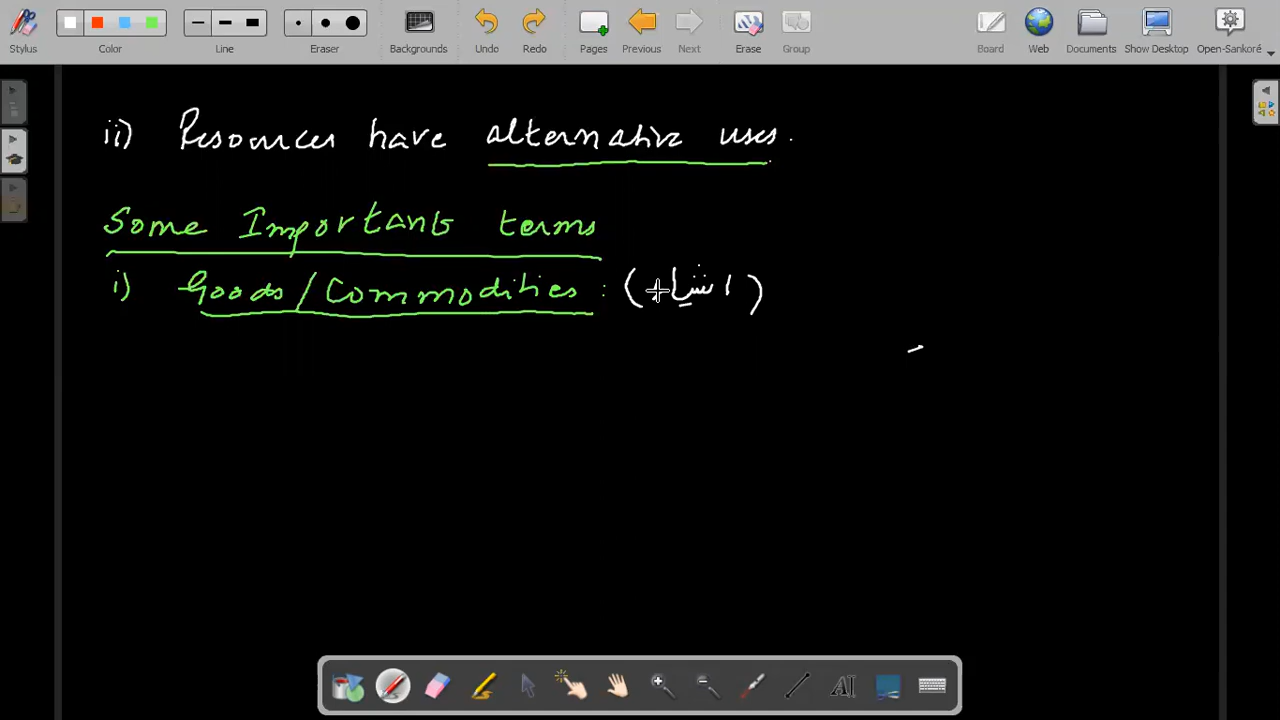 Stylus Color Line Eraser Backgrounds Undo Redo Pages Previous Next Erase Group Board Web Documents Show Desktop Open-Sankoré
ii) Resources have alternative uses.
Some Important terms
i) Goods/Commodities : (اشیاء)